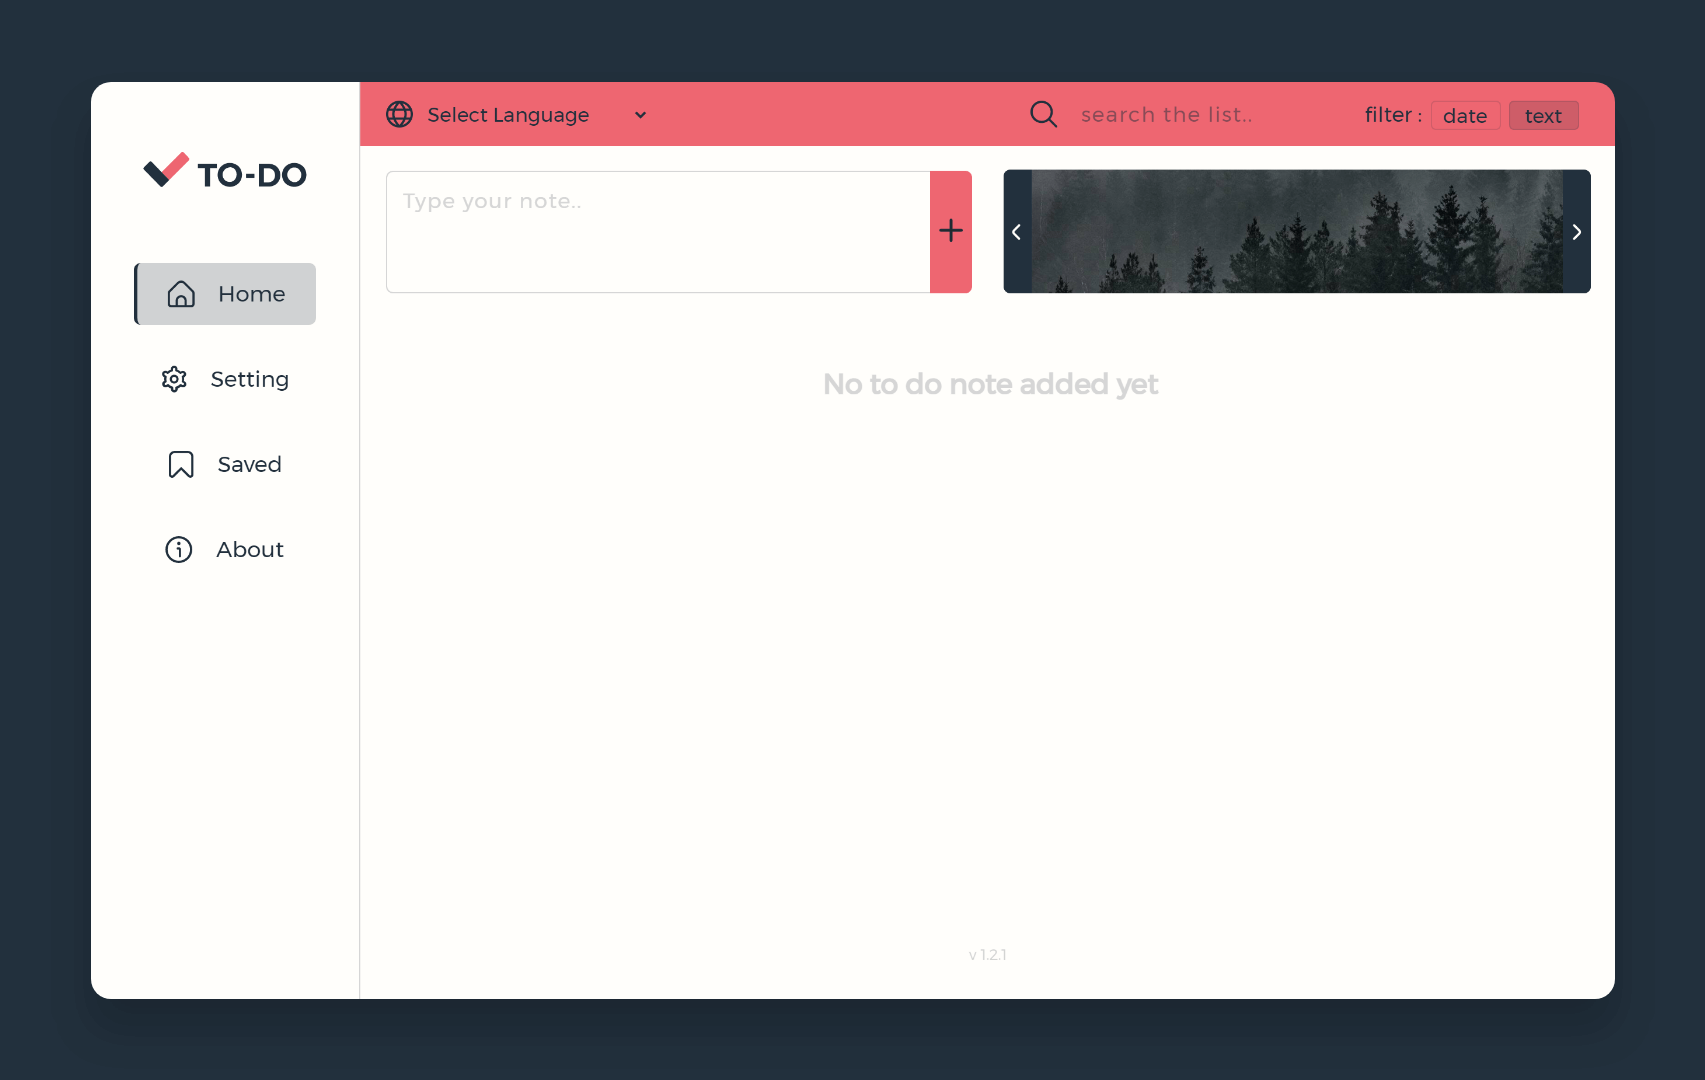 TO-DO
Home
Setting
Saved
About
Select Language
search the list..
filter :
date
text
Type your note..
No to do note added yet
v 1.2.1